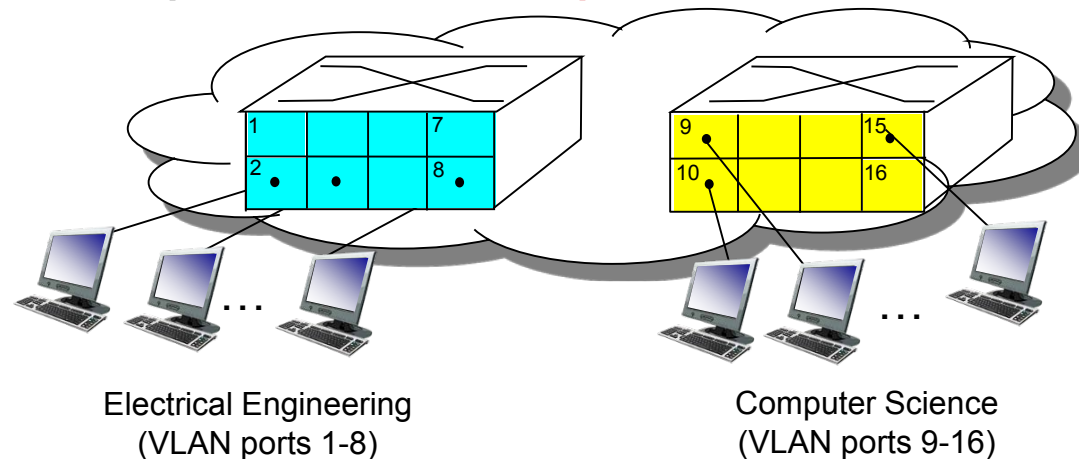 1 7
2 8
9 15
10 16
...
...
Electrical Engineering
(VLAN ports 1-8)
Computer Science
(VLAN ports 9-16)